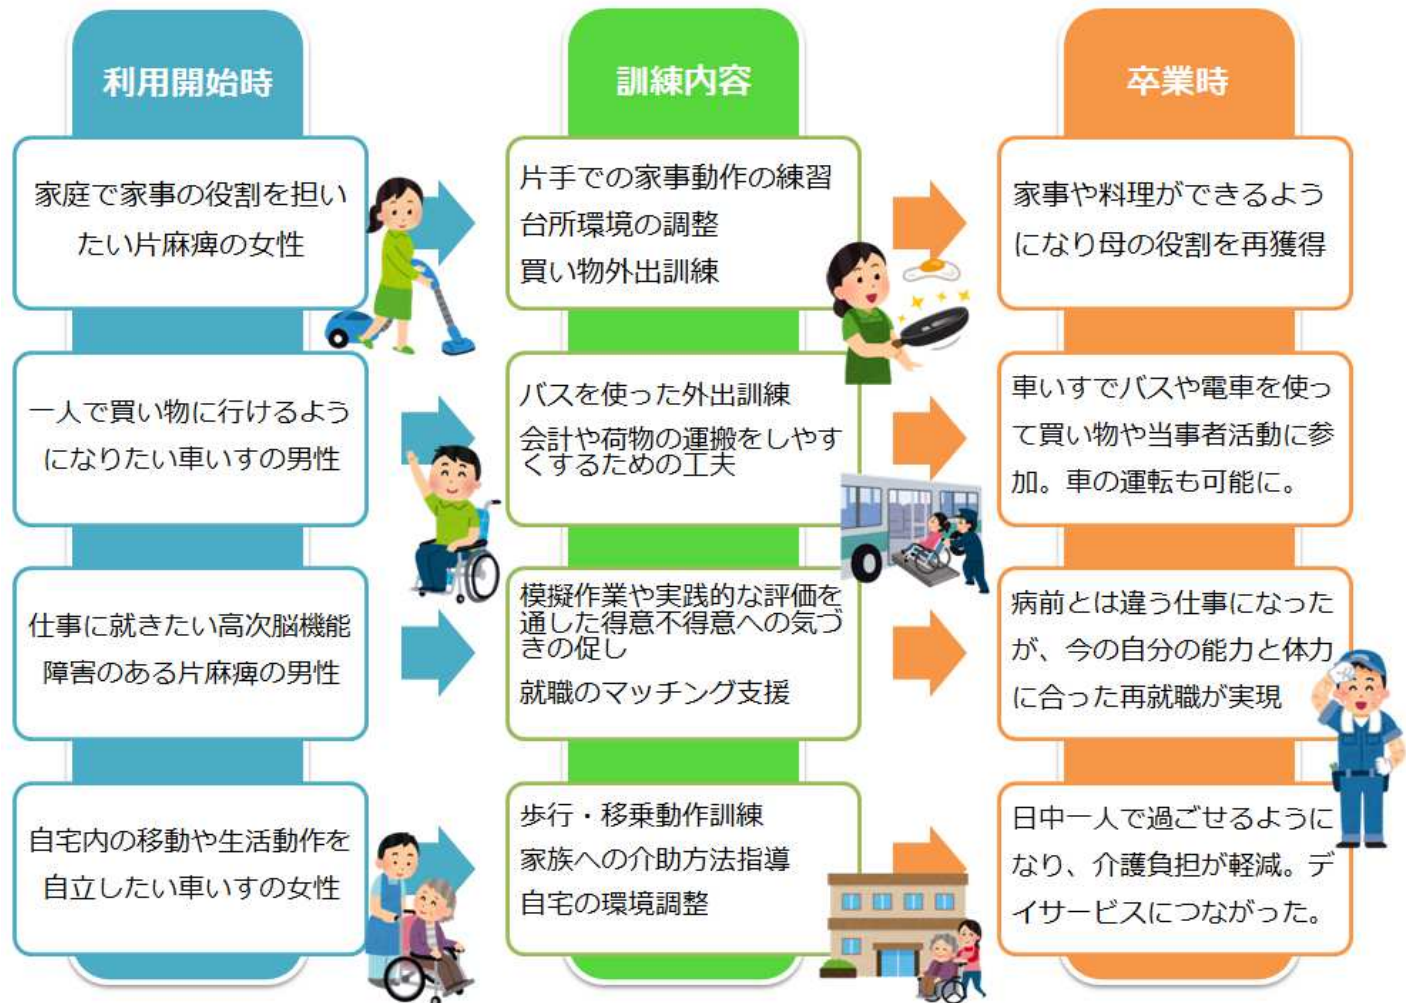 利用開始時
訓練内容
卒業時
家庭で家事の役割を担い
たい片麻痺の女性
片手での家事動作の練習
台所環境の調整
買い物外出訓練
家事や料理ができるよう
になり母の役割を再獲得
一人で買い物に行けるよう
になりたい車いすの男性
バスを使った外出訓練
会計や荷物の運搬をしやす
くするための工夫
車いすでバスや電車を使っ
て買い物や当事者活動に参
加。車の運転も可能に。
仕事に就きたい高次脳機能
障害のある片麻痺の男性
模擬作業や実践的な評価を
通した得意不得意への気づ
きの促し
就職のマッチング支援
病前とは違う仕事になった
が、今の自分の能力と体力
に合った再就職が実現
自宅内の移動や生活動作を
自立したい車いすの女性
歩行・移乗動作訓練
家族への介助方法指導
自宅の環境調整
日中一人で過ごせるように
なり、介護負担が軽減。デ
イサービスにつながった。